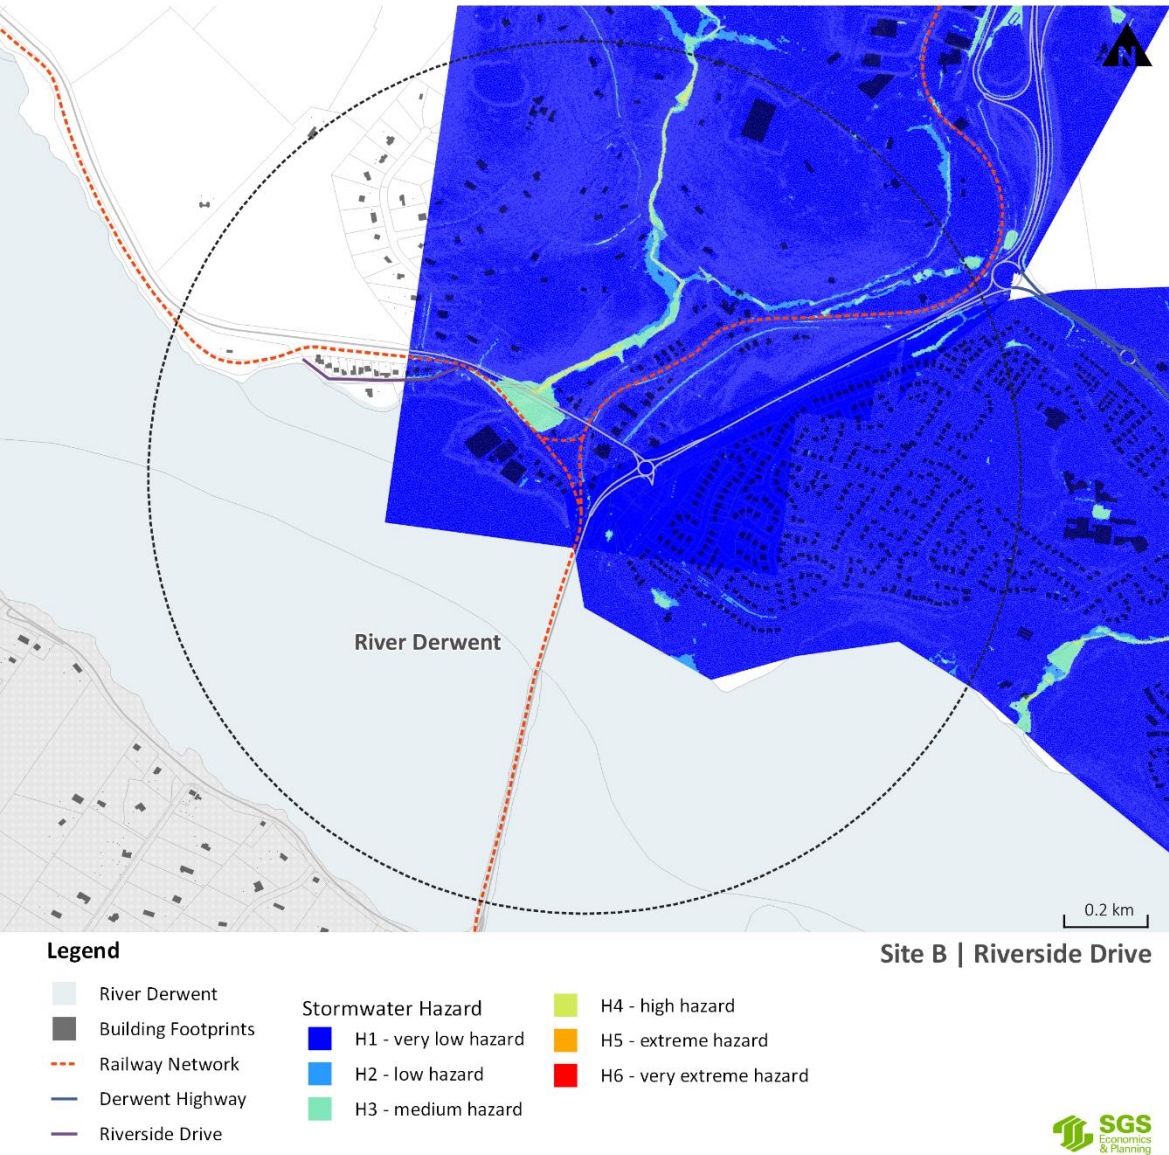 N
River Derwent
0.2 km
Legend
Site B | Riverside Drive
River Derwent
Building Footprints
Railway Network
Derwent Highway
Riverside Drive
Stormwater Hazard
H1 - very low hazard
H2 - low hazard
H3 - medium hazard
H4 - high hazard
H5 - extreme hazard
H6 - very extreme hazard
SGS
Economics
& Planning